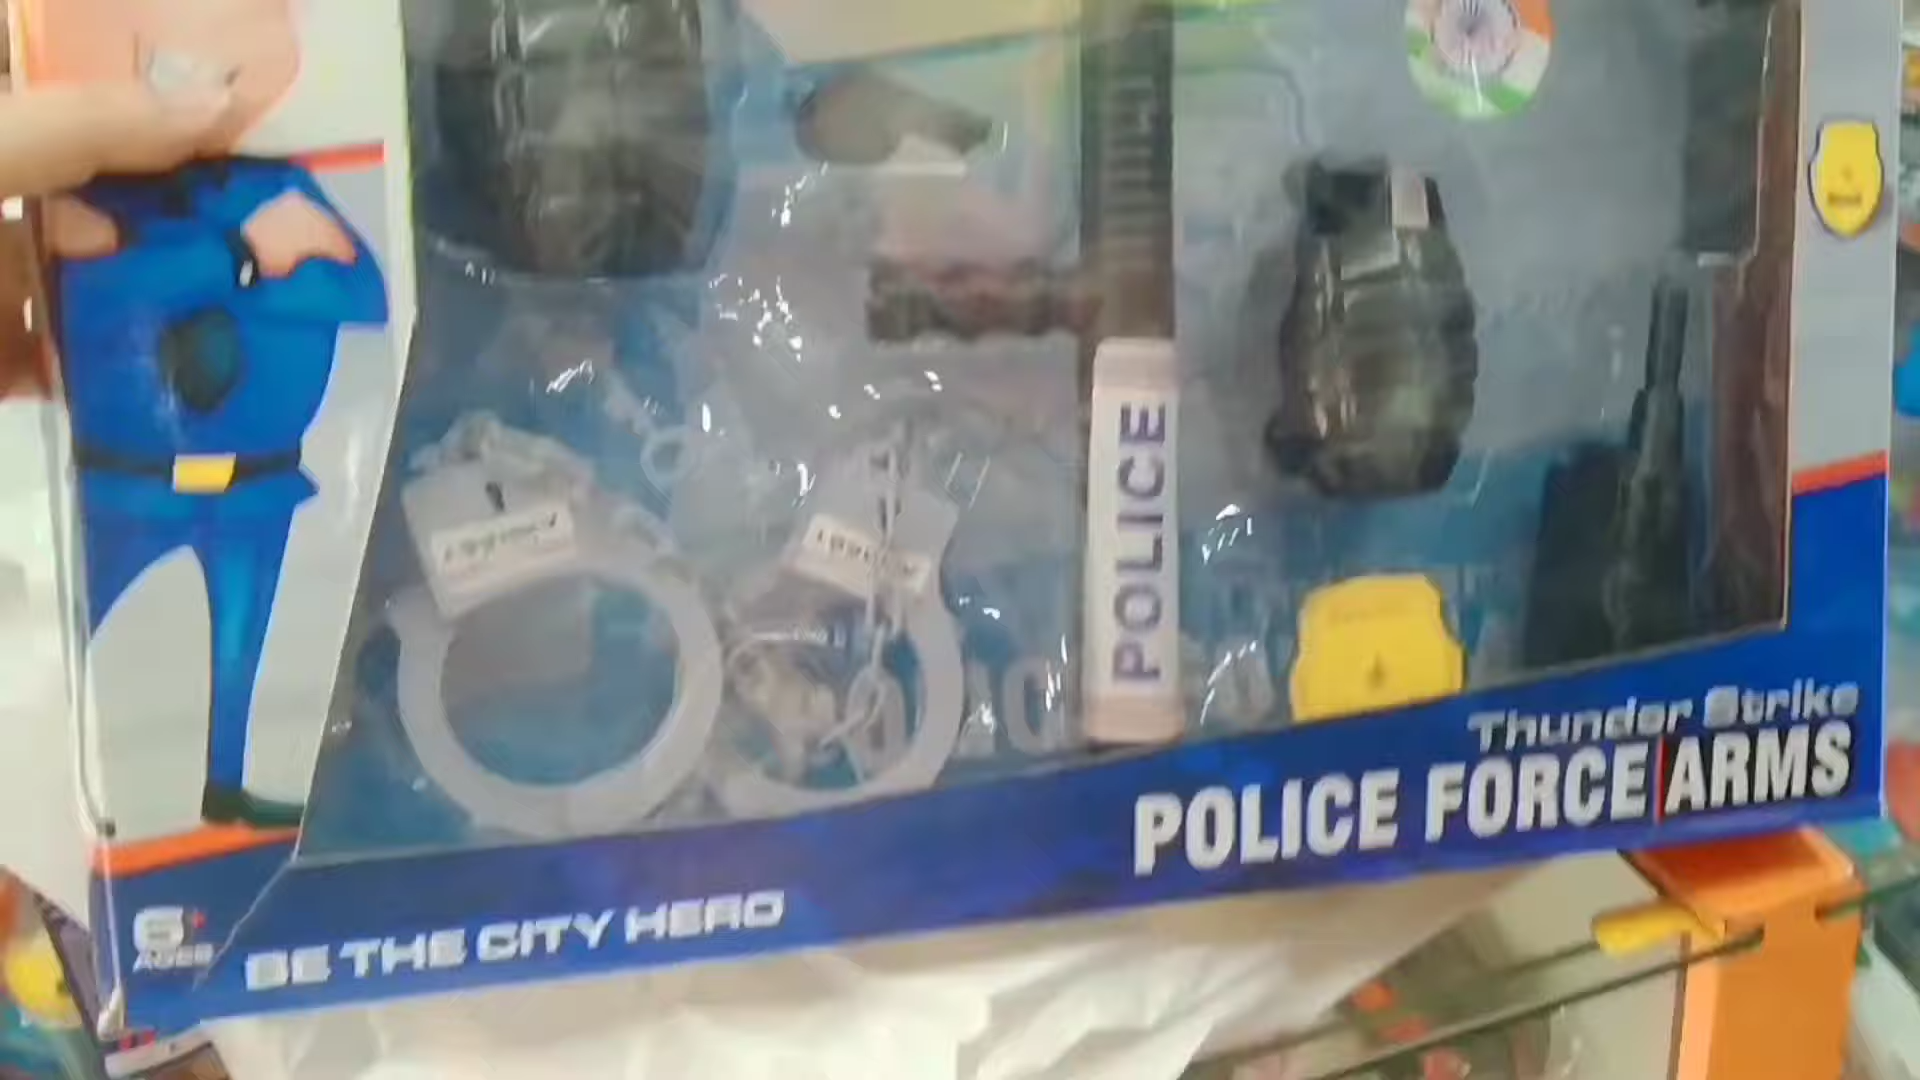 POLICE
Thunder Strike
POLICE FORCE ARMS
BE THE CITY HERO
6+
AGES